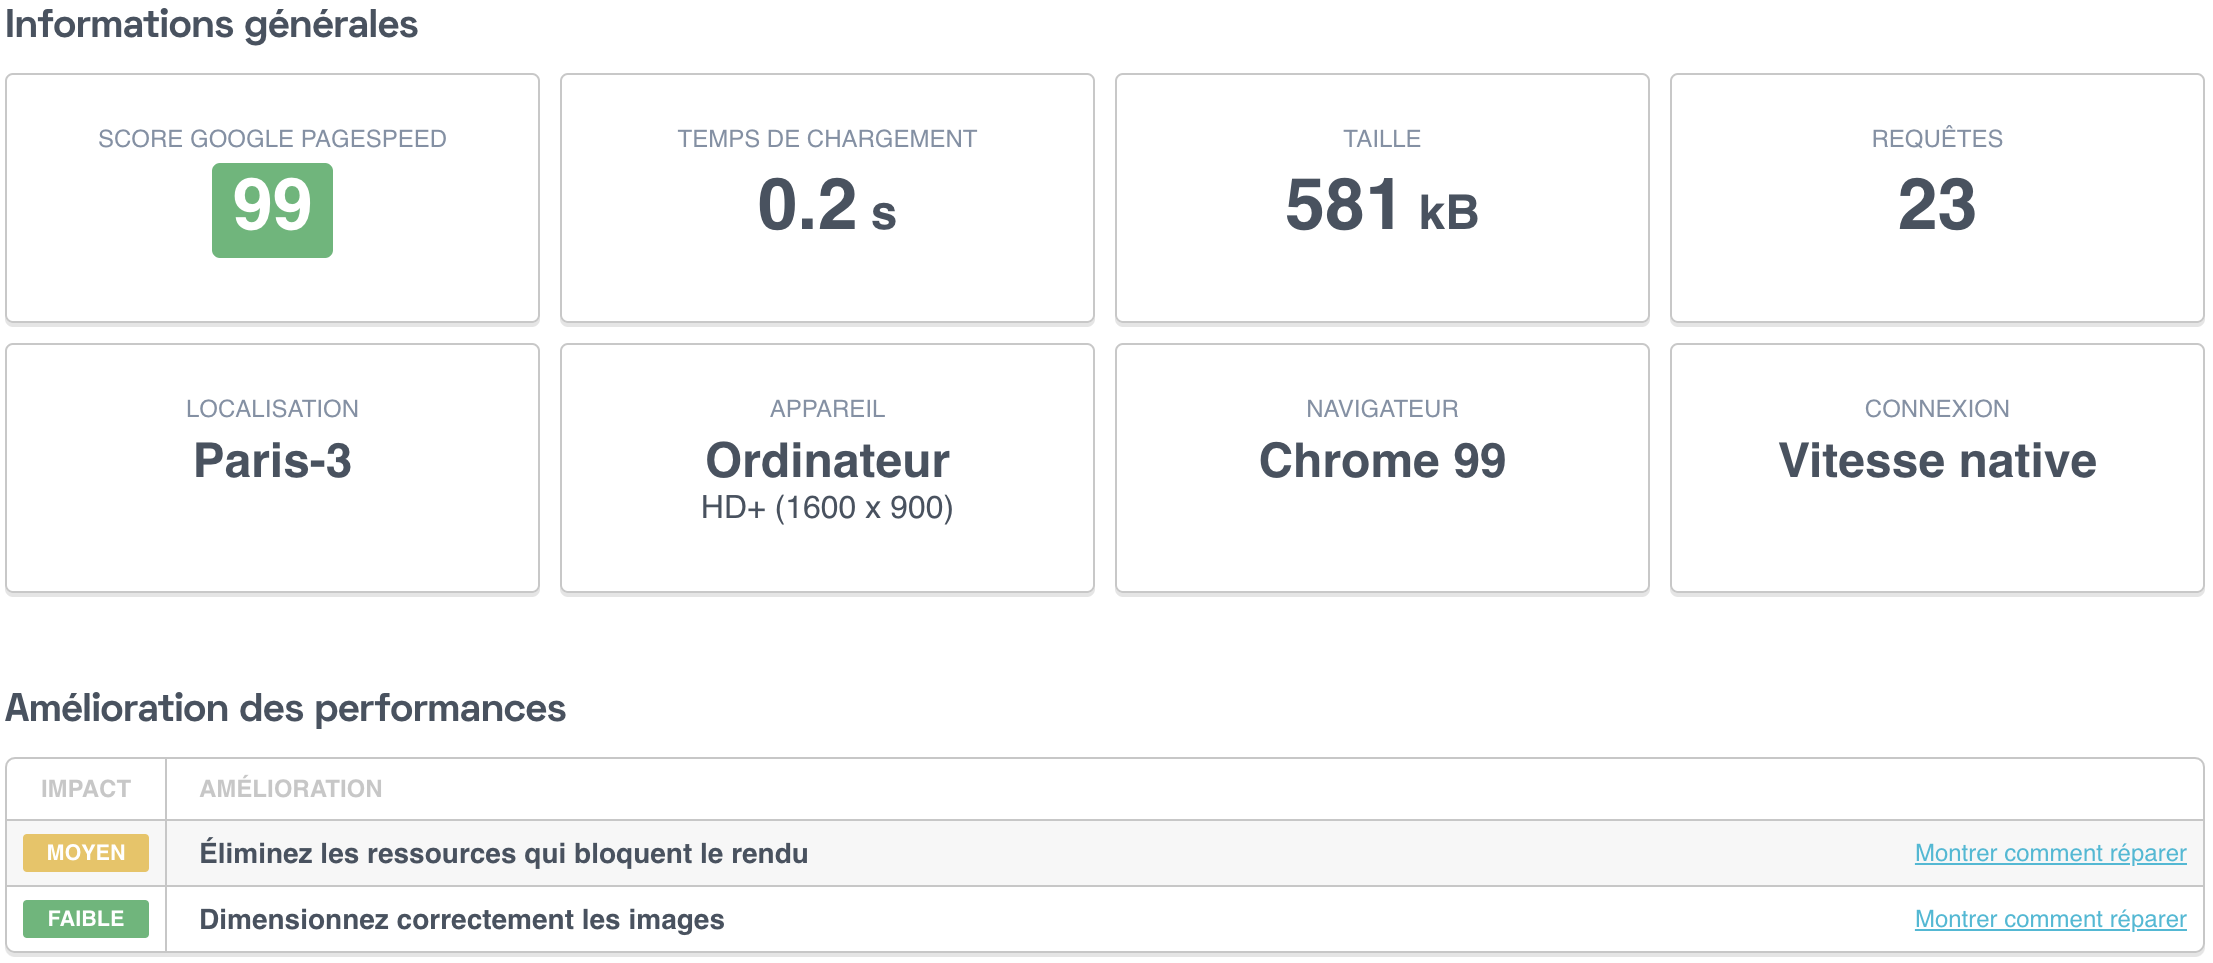 Informations générales
SCORE GOOGLE PAGESPEED
99
TEMPS DE CHARGEMENT
0.2 s
TAILLE
581 kB
REQUÊTES
23
LOCALISATION
Paris-3
APPAREIL
Ordinateur
HD+ (1600 x 900)
NAVIGATEUR
Chrome 99
CONNEXION
Vitesse native
Amélioration des performances
IMPACT AMÉLIORATION
MOYEN Éliminez les ressources qui bloquent le rendu Montrer comment réparer
FAIBLE Dimensionnez correctement les images Montrer comment réparer